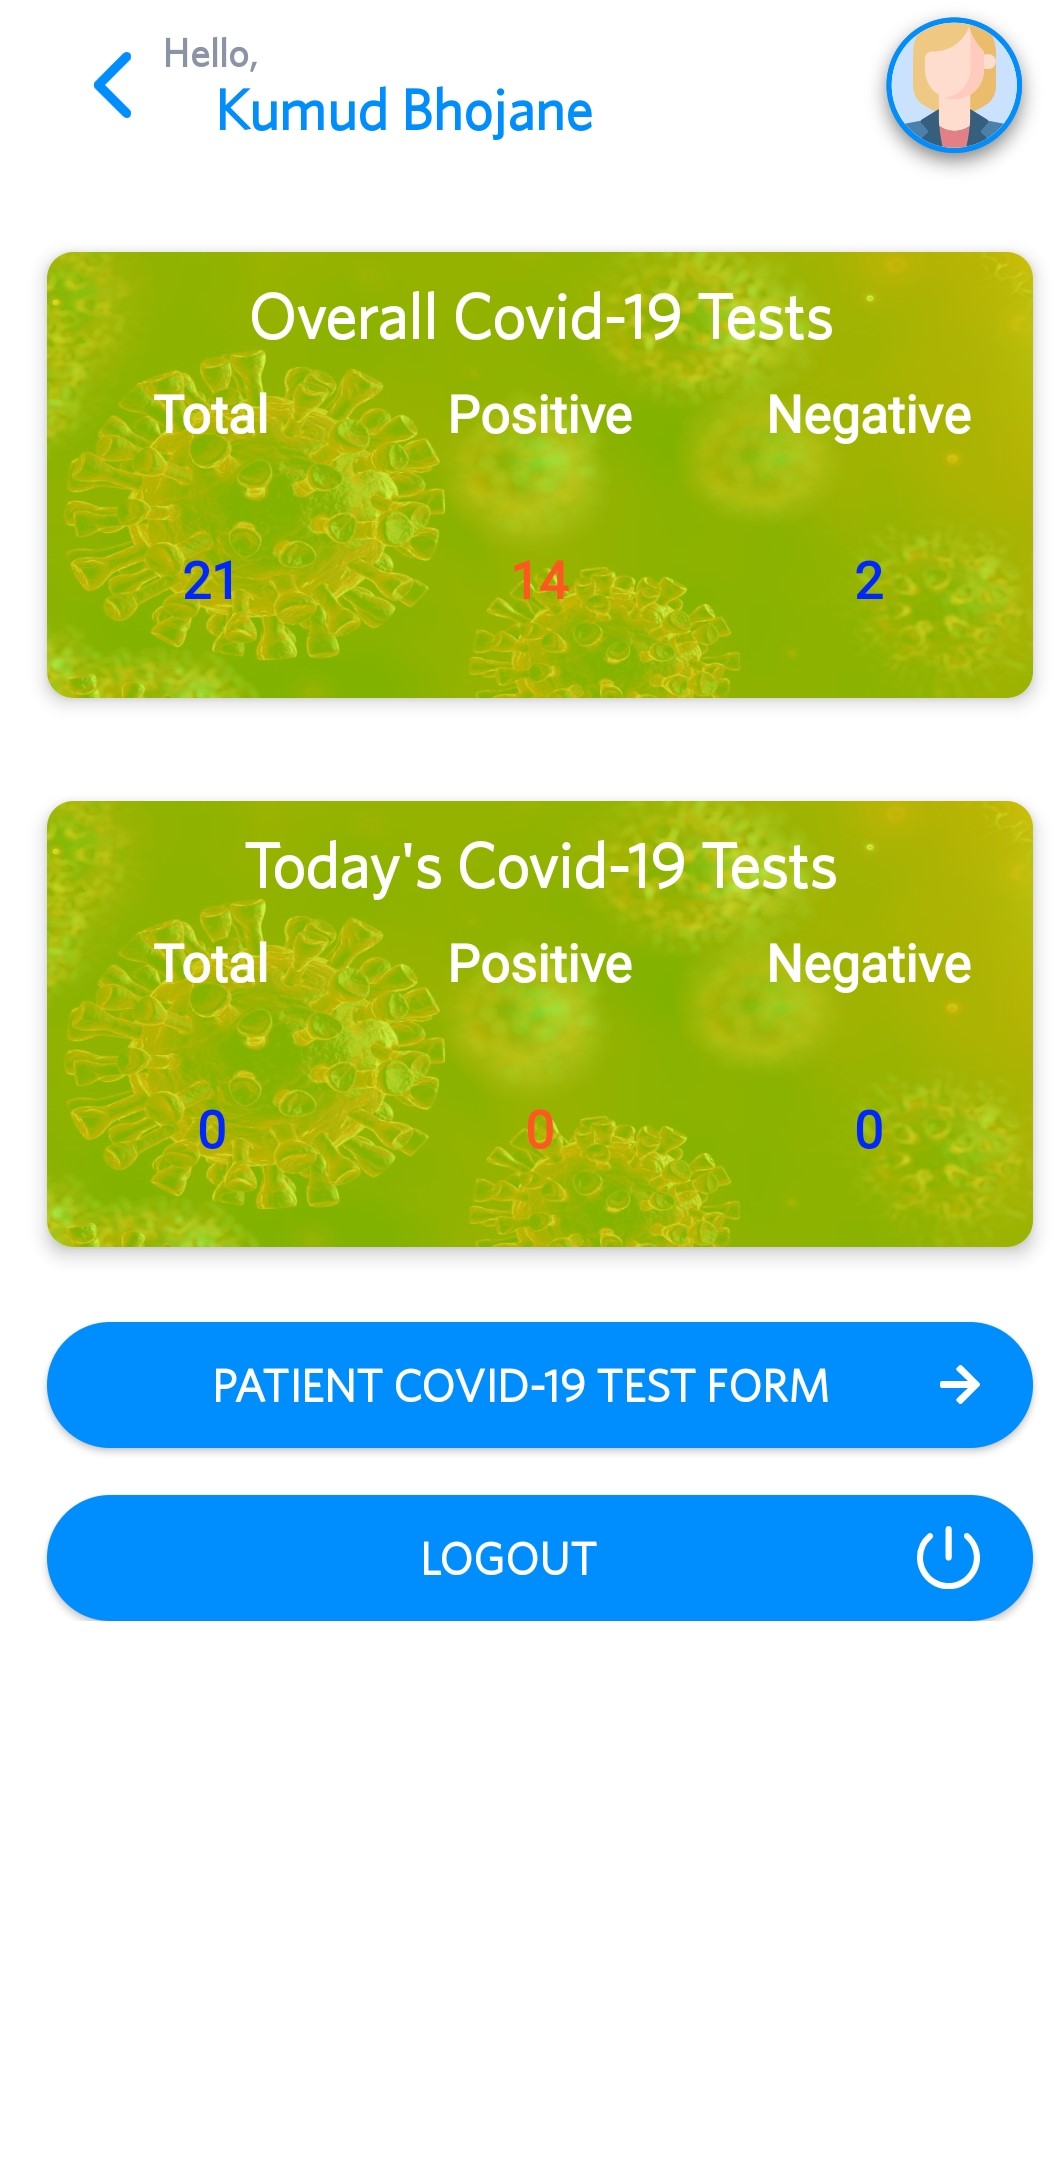 Hello,
Kumud Bhojane
Overall Covid-19 Tests
Total Positive Negative
21 14 2
Today's Covid-19 Tests
Total Positive Negative
0 0 0
PATIENT COVID-19 TEST FORM
LOGOUT